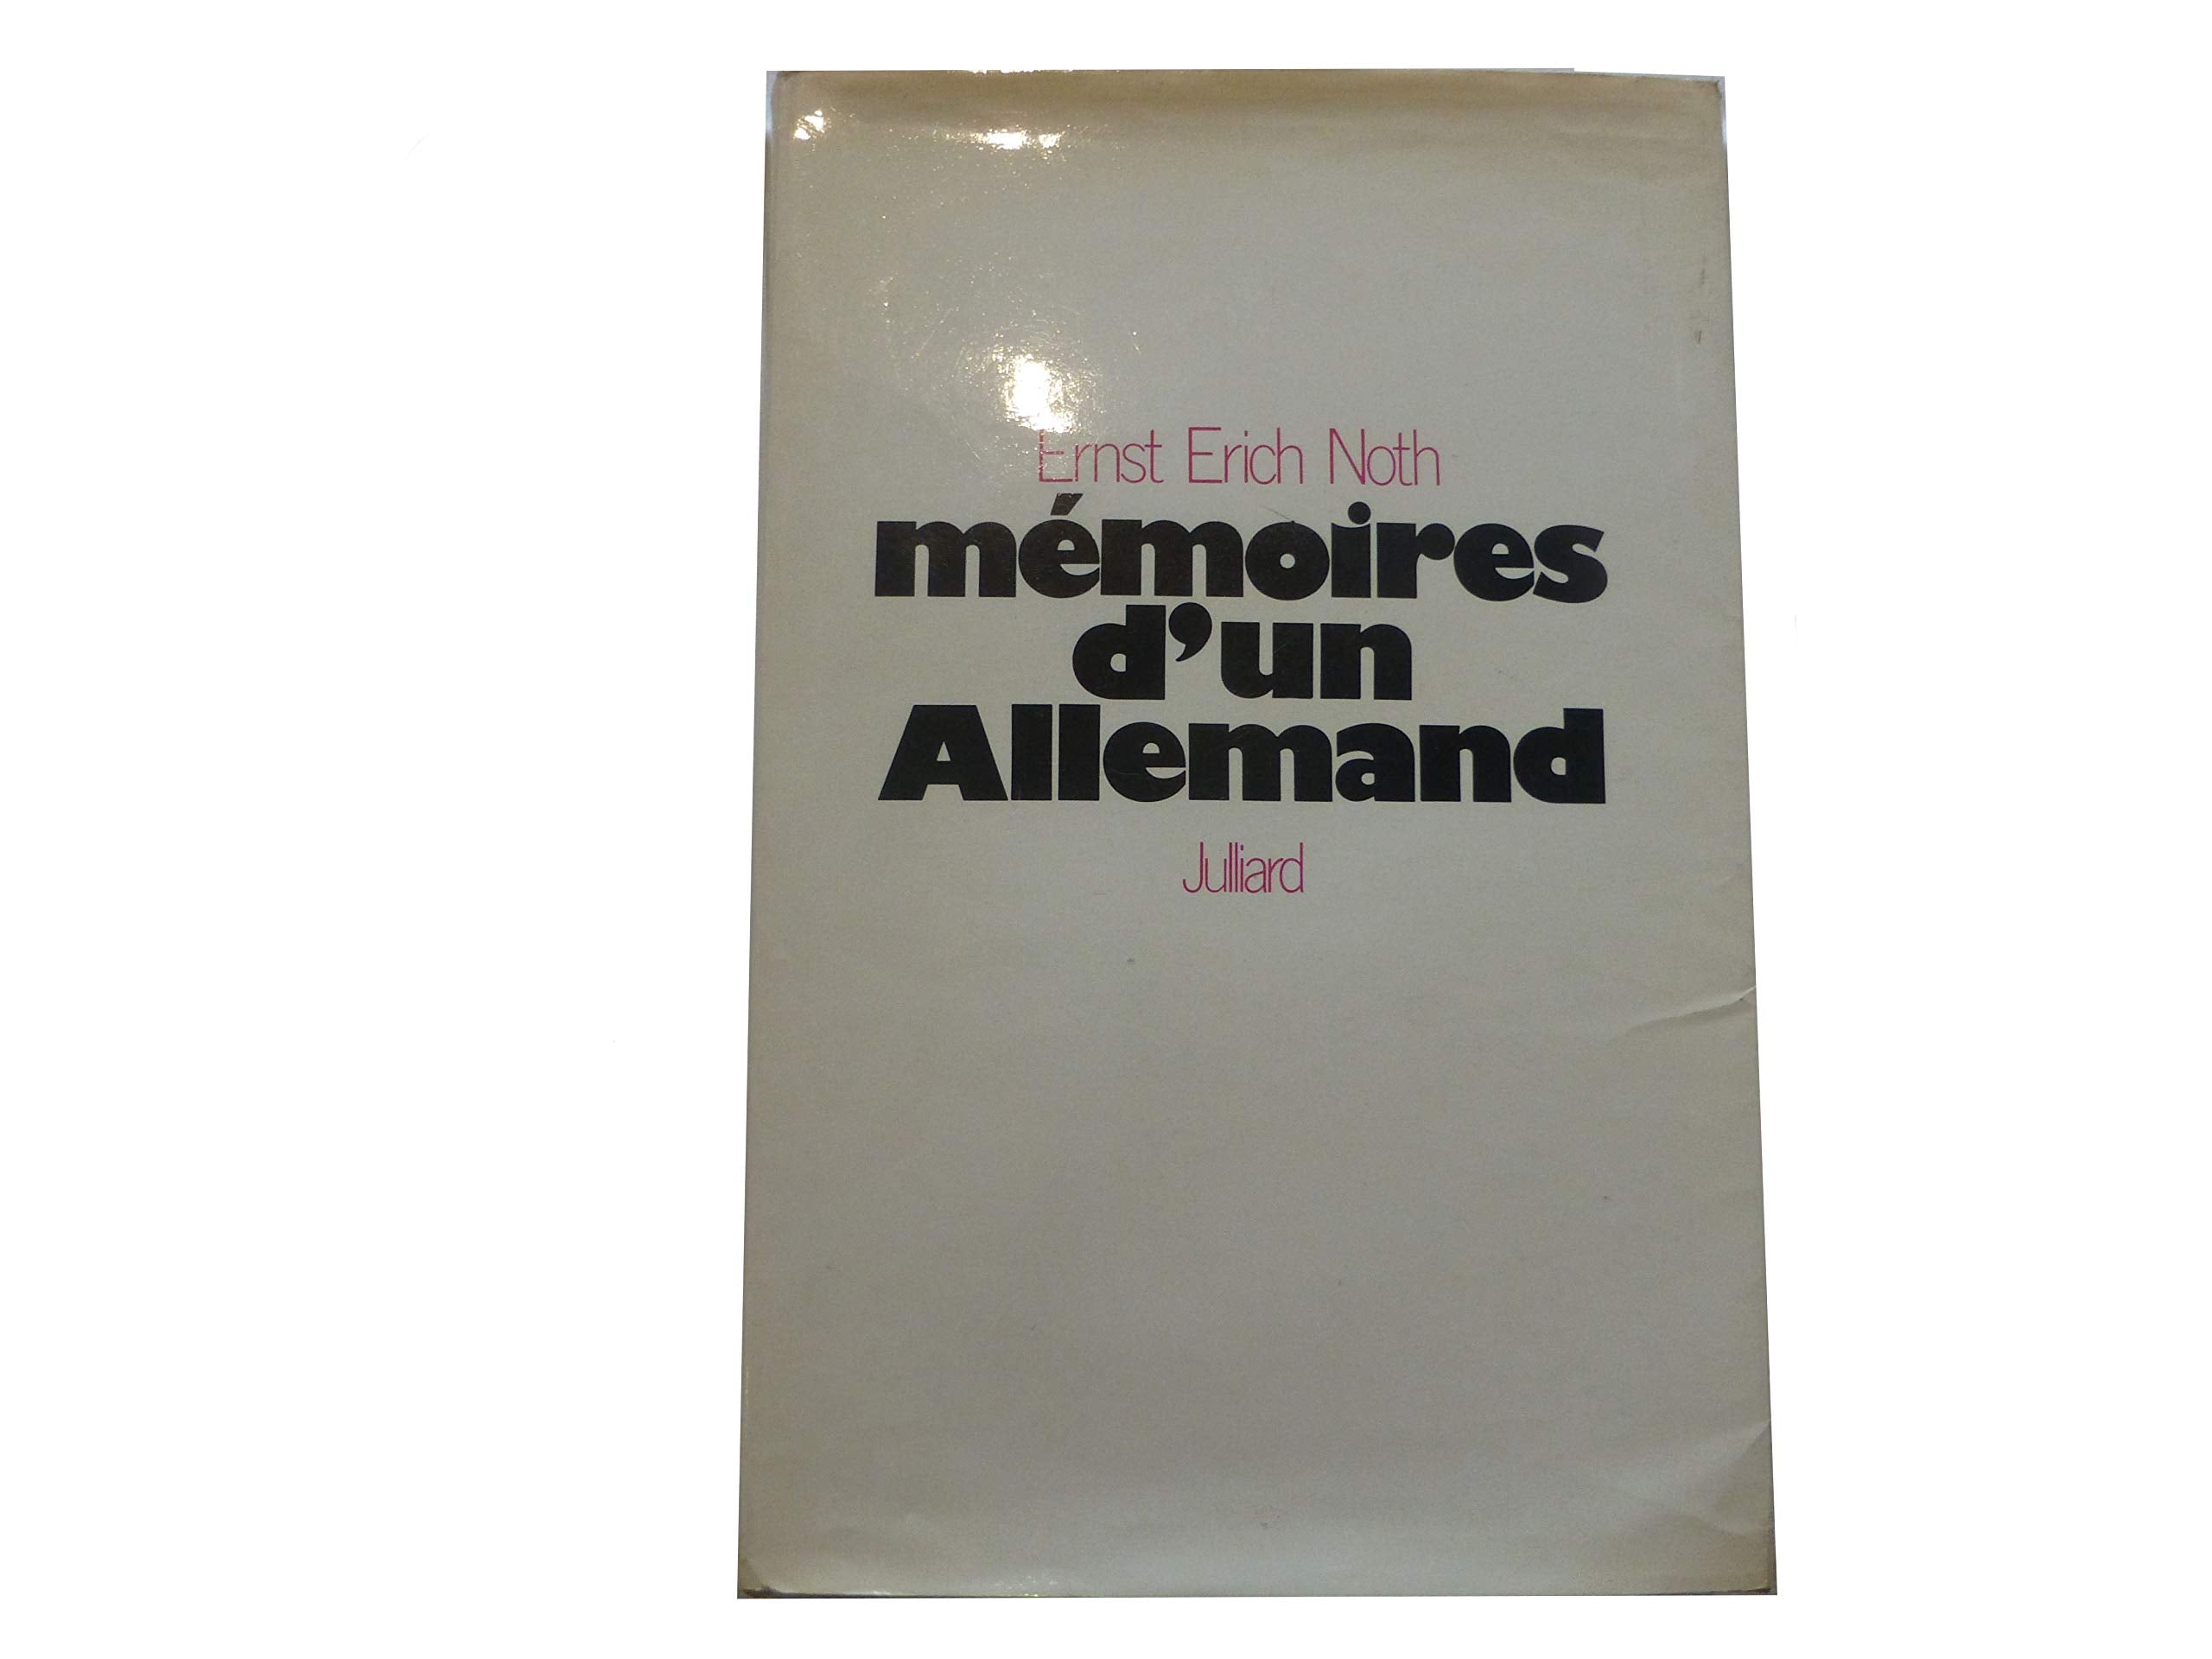 Ernst Erich Noth
mémoires
d'un
Allemand
Julliard